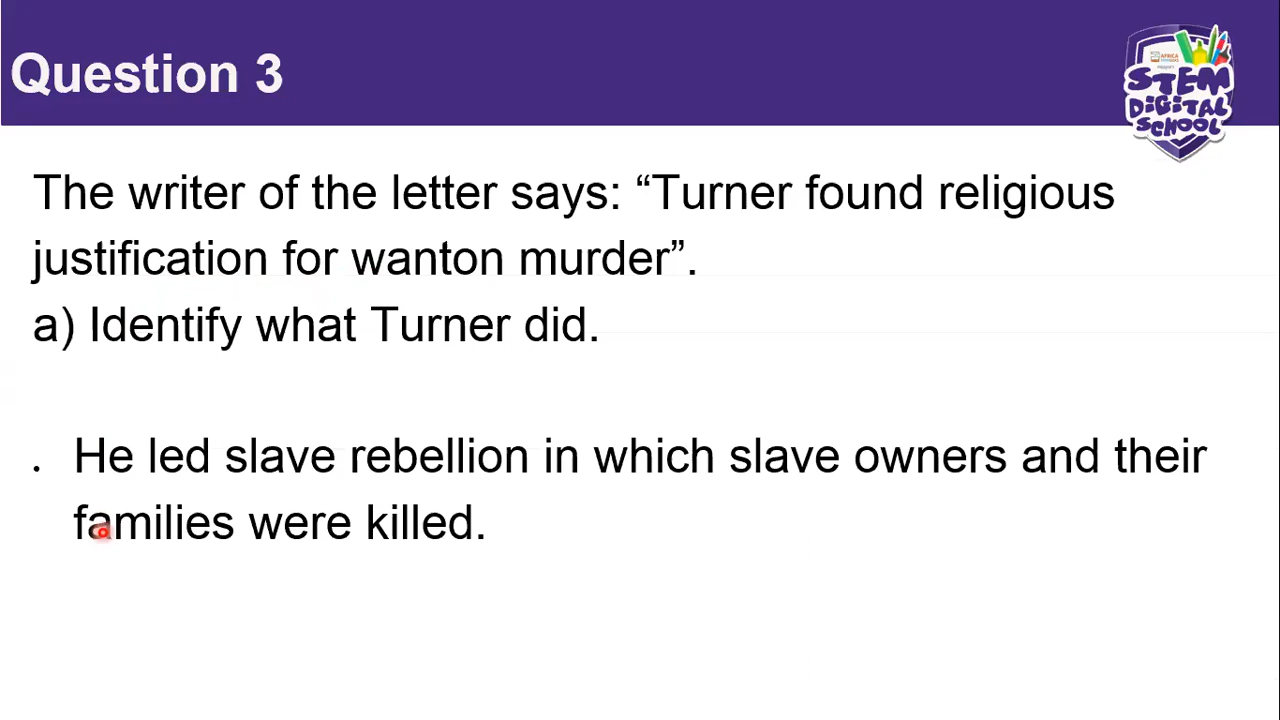 Question 3
STEM
DIGITAL
SCHOOL
The writer of the letter says: “Turner found religious
justification for wanton murder”.
a) Identify what Turner did.
. He led slave rebellion in which slave owners and their
families were killed.